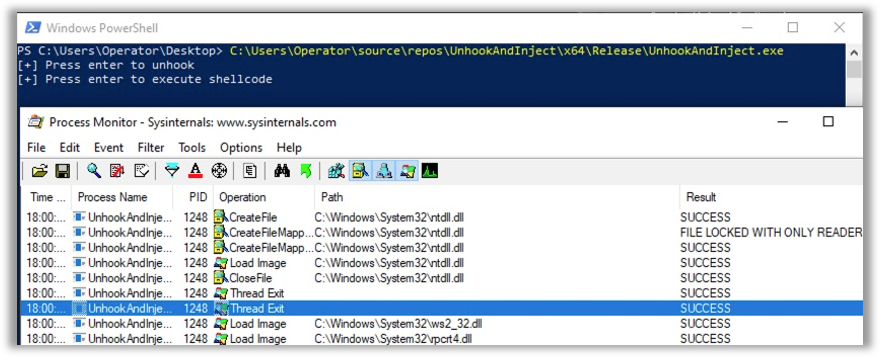 Windows PowerShell
PS C:\Users\Operator\Desktop> C:\Users\Operator\source\repos\UnhookAndInject\x64\Release\UnhookAndInject.exe
[+] Press enter to unhook
[+] Press enter to execute shellcode
Process Monitor - Sysinternals: www.sysinternals.com
File Edit Event Filter Tools Options Help
Time ... Process Name PID Operation Path Result
18:00:... UnhookAndInje... 1248 CreateFile C:\Windows\System32\ntdll.dll SUCCESS
18:00:... UnhookAndInje... 1248 CreateFileMapp... C:\Windows\System32\ntdll.dll FILE LOCKED WITH ONLY READER
18:00:... UnhookAndInje... 1248 CreateFileMapp... C:\Windows\System32\ntdll.dll SUCCESS
18:00:... UnhookAndInje... 1248 Load Image C:\Windows\System32\ntdll.dll SUCCESS
18:00:... UnhookAndInje... 1248 CloseFile C:\Windows\System32\ntdll.dll SUCCESS
18:00:... UnhookAndInje... 1248 Thread Exit SUCCESS
18:00:... UnhookAndInje... 1248 Thread Exit SUCCESS
18:00:... UnhookAndInje... 1248 Load Image C:\Windows\System32\ws2_32.dll SUCCESS
18:00:... UnhookAndInje... 1248 Load Image C:\Windows\System32\rpcrt4.dll SUCCESS